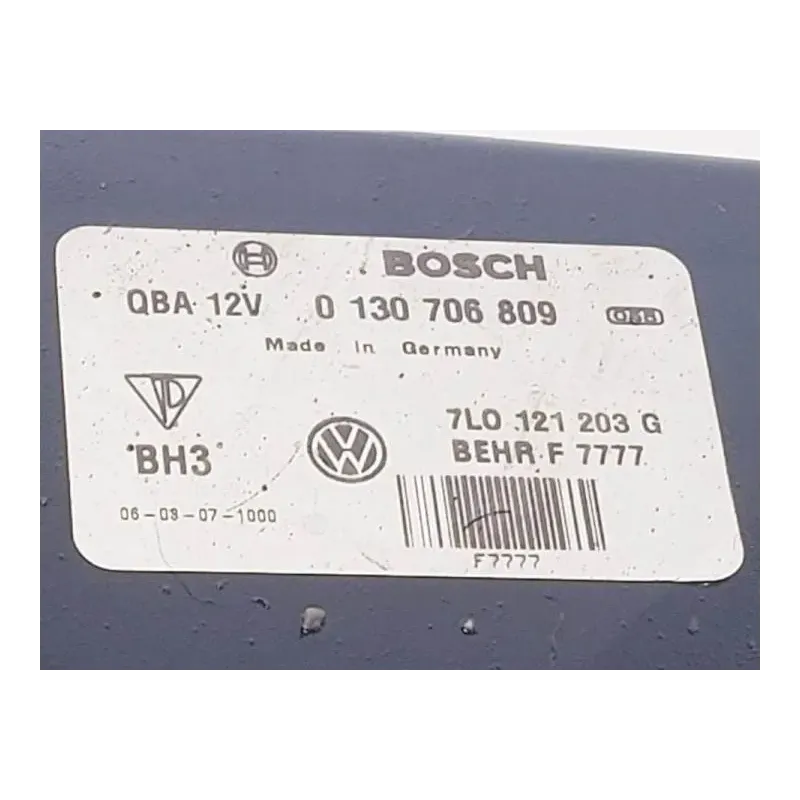 BOSCH
QBA 12V 0 130 706 809
Made in Germany
7L0 121 203 G
BH3 BEHR F 7777
06-03-07-1000
F7777